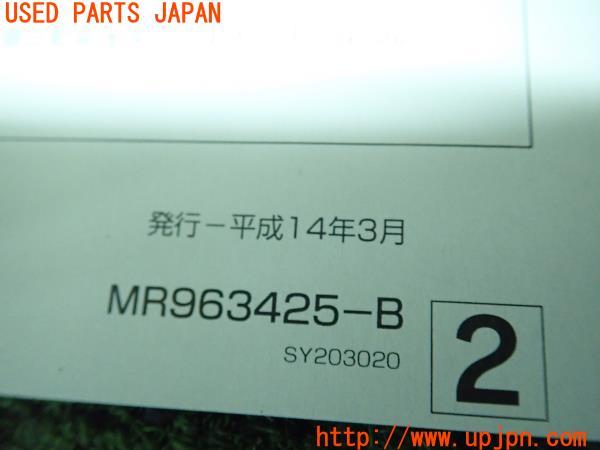 USED PARTS JAPAN
発行－平成14年3月
MR963425－B
SY203020
2
http://www.upjpn.com